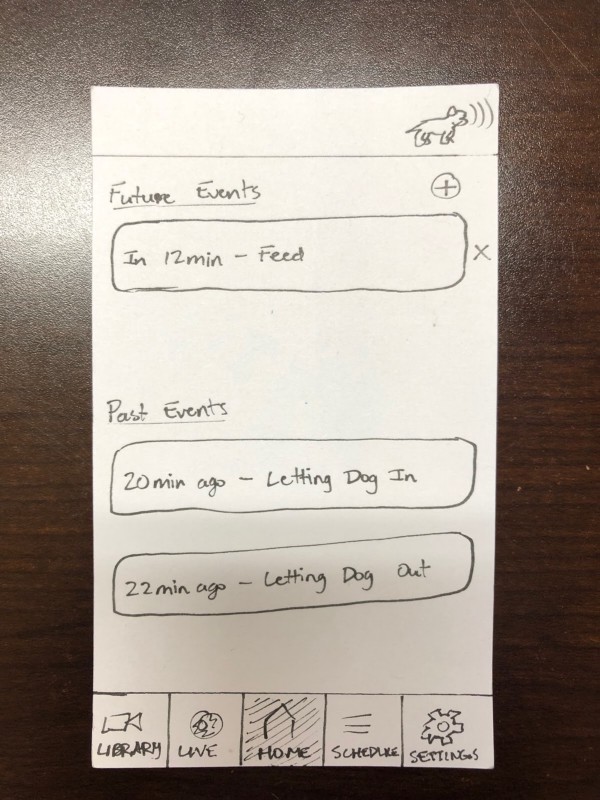 Future Events
In 12min - Feed
X
Past Events
20min ago - Letting Dog In
22min ago - Letting Dog Out
LIBRARY
LIVE
HOME
SCHEDULE
SETTINGS